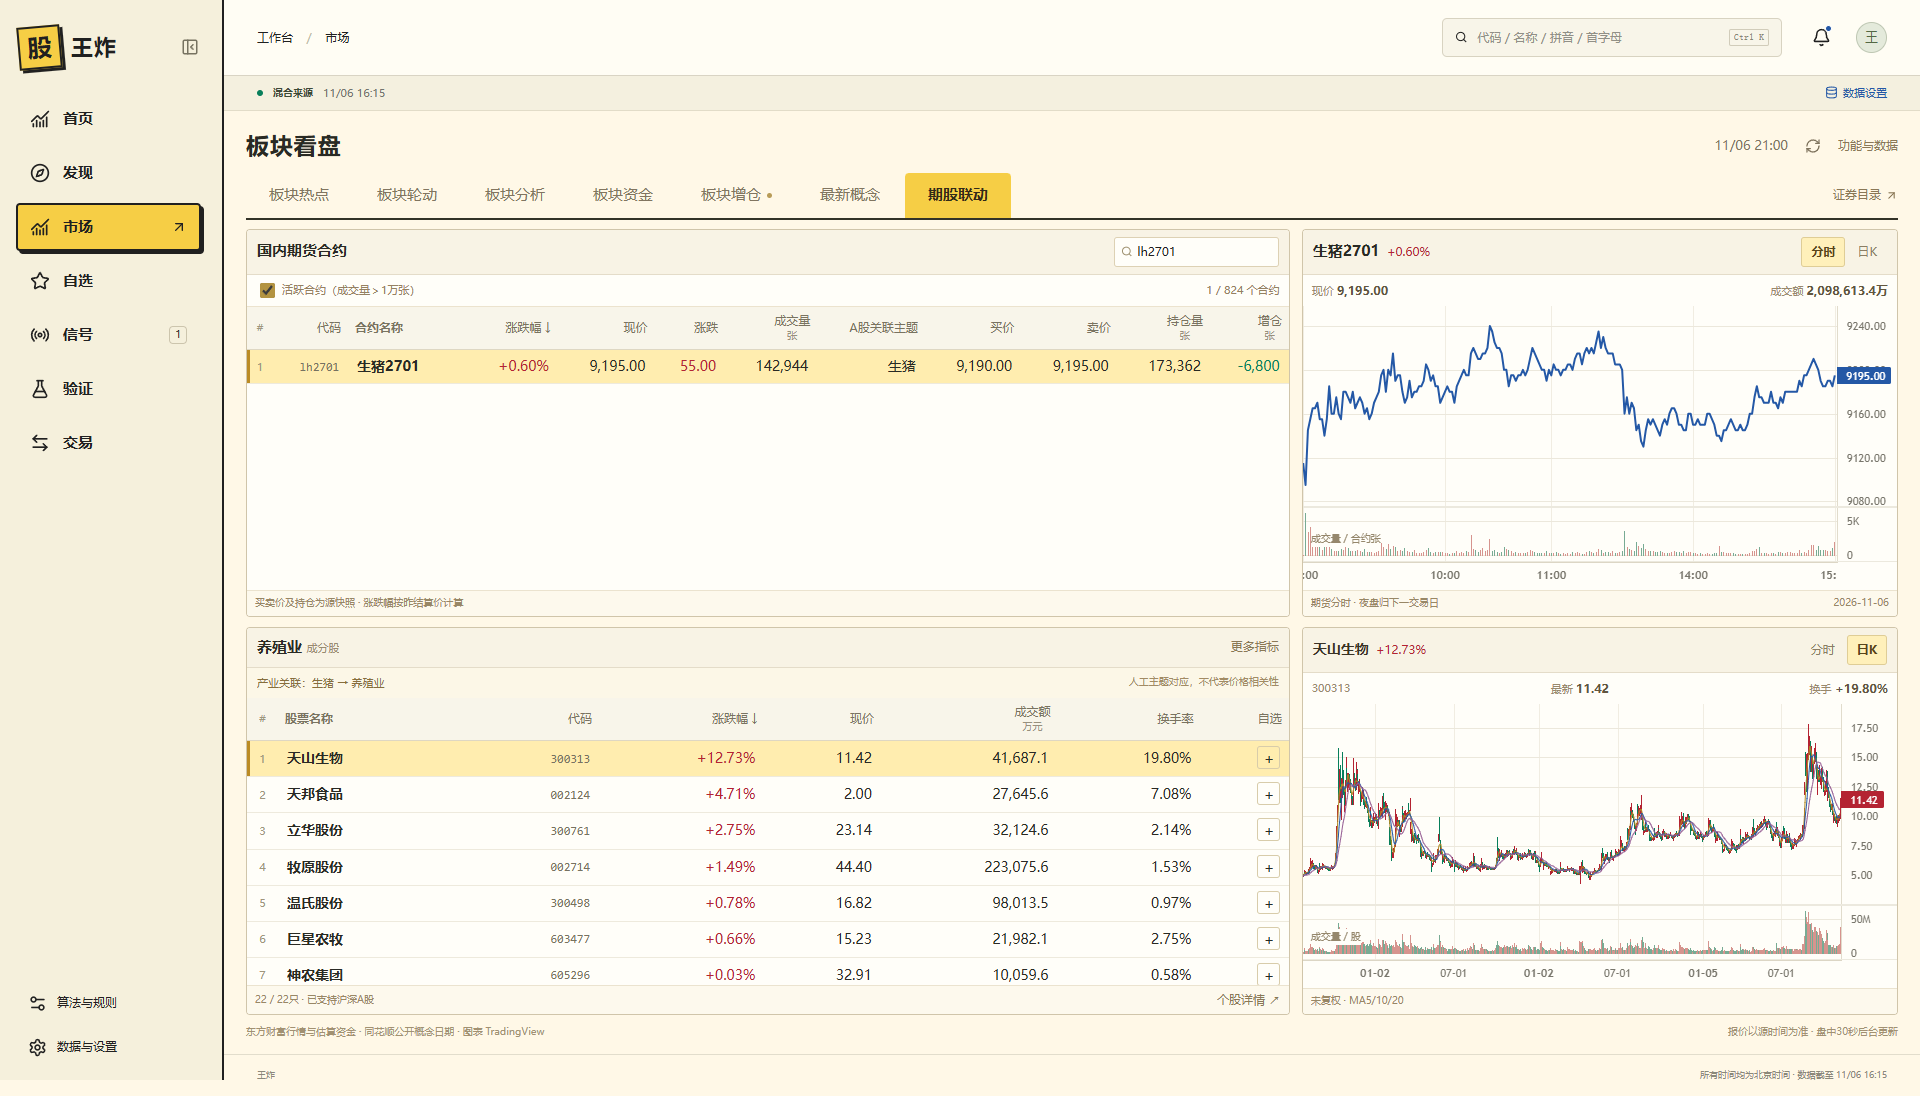 股 王炸
首页
发现
市场
自选
信号 1
验证
交易
算法与规则
数据与设置
工作台 / 市场
代码 / 名称 / 拼音 / 首字母 Ctrl K
王
混合来源 11/06 16:15
数据设置
板块看盘
11/06 21:00 功能与数据
板块热点 板块轮动 板块分析 板块资金 板块增仓 最新概念 期股联动
证券目录
国内期货合约
lh2701
活跃合约（成交量 > 1万张）
1 / 824 个合约
# 代码 合约名称 涨跌幅↓ 现价 涨跌 成交量 张 A股关联主题 买价 卖价 持仓量 张 增仓 张
1 lh2701 生猪2701 +0.60% 9,195.00 55.00 142,944 生猪 9,190.00 9,195.00 173,362 -6,800
买卖价及持仓为源快照 · 涨跌幅按昨结算价计算
生猪2701 +0.60%
分时 日K
现价 9,195.00
成交额 2,098,613.4万
9240.00
9195.00
9160.00
9120.00
9080.00
成交量 / 合约张
5K
0
:00 10:00 11:00 14:00 15:
期货分时 · 夜盘归下一交易日
2026-11-06
养殖业 成分股
更多指标
产业关联：生猪 → 养殖业
人工主题对应，不代表价格相关性
# 股票名称 代码 涨跌幅↓ 现价 成交额 万元 换手率 自选
1 天山生物 300313 +12.73% 11.42 41,687.1 19.80% +
2 天邦食品 002124 +4.71% 2.00 27,645.6 7.08% +
3 立华股份 300761 +2.75% 23.14 32,124.6 2.14% +
4 牧原股份 002714 +1.49% 44.40 223,075.6 1.53% +
5 温氏股份 300498 +0.78% 16.82 98,013.5 0.97% +
6 巨星农牧 603477 +0.66% 15.23 21,982.1 2.75% +
7 神农集团 605296 +0.03% 32.91 10,059.6 0.58% +
22 / 22只 · 已支持沪深A股
个股详情 ↗
天山生物 +12.73%
分时 日K
300313 最新 11.42 换手 +19.80%
17.50
15.00
12.50
11.42
10.00
7.50
5.00
成交量 / 股
50M
0
01-02 07-01 01-02 07-01 01-05 07-01
未复权 · MA5/10/20
东方财富行情与估算资金 · 同花顺公开概念日期 · 图表 TradingView
报价以源时间为准 · 盘中30秒后台更新
王炸
所有时间均为北京时间 · 数据截至 11/06 16:15